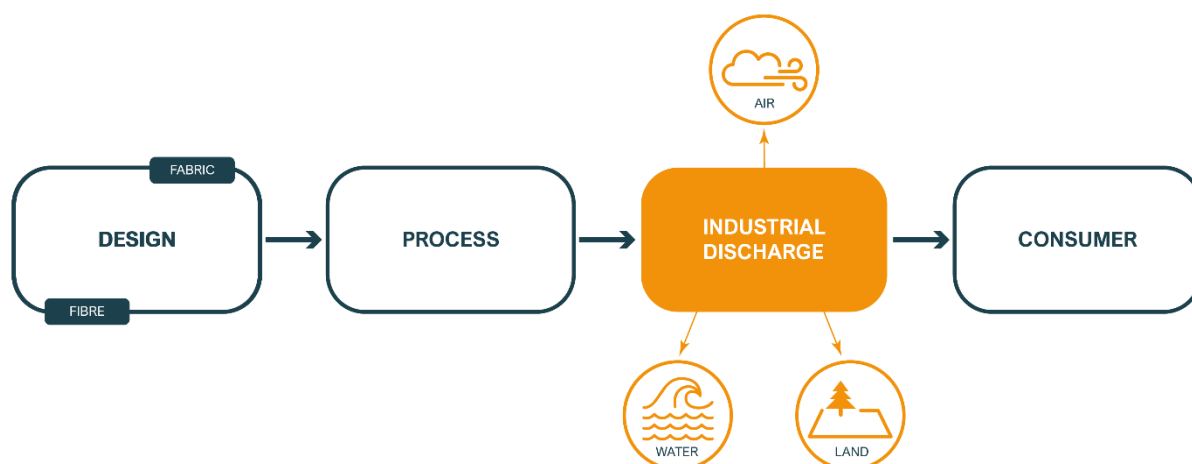 AIR
FABRIC
DESIGN
FIBRE
PROCESS
INDUSTRIAL
DISCHARGE
CONSUMER
WATER
LAND